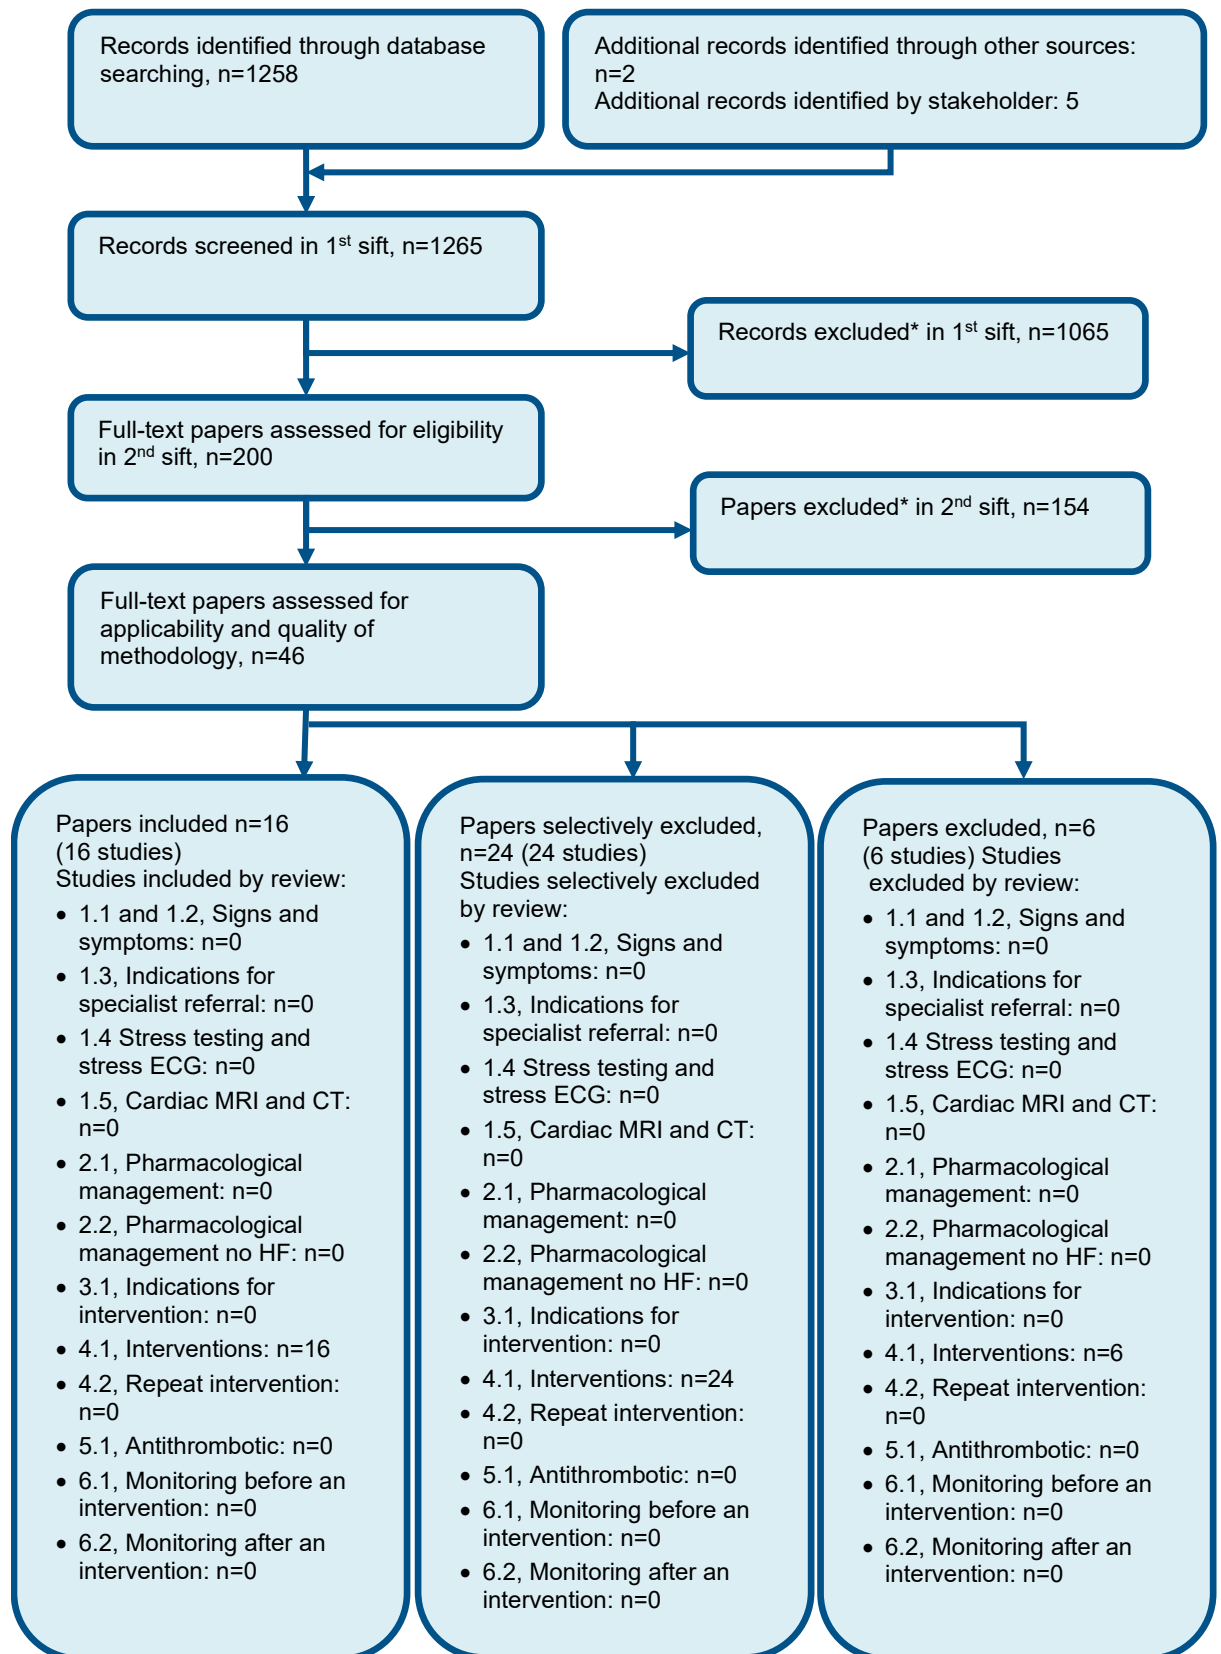 Records identified through database
searching, n=1258
Additional records identified through other sources:
n=2
Additional records identified by stakeholder: 5
Records screened in 1st sift, n=1265
Records excluded* in 1st sift, n=1065
Full-text papers assessed for eligibility
in 2nd sift, n=200
Papers excluded* in 2nd sift, n=154
Full-text papers assessed for
applicability and quality of
methodology, n=46
Papers included n=16
(16 studies)
Studies included by review:
• 1.1 and 1.2, Signs and
symptoms: n=0
• 1.3, Indications for
specialist referral: n=0
• 1.4 Stress testing and
stress ECG: n=0
• 1.5, Cardiac MRI and CT:
n=0
• 2.1, Pharmacological
management: n=0
• 2.2, Pharmacological
management no HF: n=0
• 3.1, Indications for
intervention: n=0
• 4.1, Interventions: n=16
• 4.2, Repeat intervention:
n=0
• 5.1, Antithrombotic: n=0
• 6.1, Monitoring before an
intervention: n=0
• 6.2, Monitoring after an
intervention: n=0
Papers selectively excluded,
n=24 (24 studies)
Studies selectively excluded
by review:
• 1.1 and 1.2, Signs and
symptoms: n=0
• 1.3, Indications for
specialist referral: n=0
• 1.4 Stress testing and
stress ECG: n=0
• 1.5, Cardiac MRI and CT:
n=0
• 2.1, Pharmacological
management: n=0
• 2.2, Pharmacological
management no HF: n=0
• 3.1, Indications for
intervention: n=0
• 4.1, Interventions: n=24
• 4.2, Repeat intervention:
n=0
• 5.1, Antithrombotic: n=0
• 6.1, Monitoring before an
intervention: n=0
• 6.2, Monitoring after an
intervention: n=0
Papers excluded, n=6
(6 studies) Studies
excluded by review:
• 1.1 and 1.2, Signs and
symptoms: n=0
• 1.3, Indications for
specialist referral: n=0
• 1.4 Stress testing and
stress ECG: n=0
• 1.5, Cardiac MRI and CT:
n=0
• 2.1, Pharmacological
management: n=0
• 2.2, Pharmacological
management no HF: n=0
• 3.1, Indications for
intervention: n=0
• 4.1, Interventions: n=6
• 4.2, Repeat intervention:
n=0
• 5.1, Antithrombotic: n=0
• 6.1, Monitoring before an
intervention: n=0
• 6.2, Monitoring after an
intervention: n=0